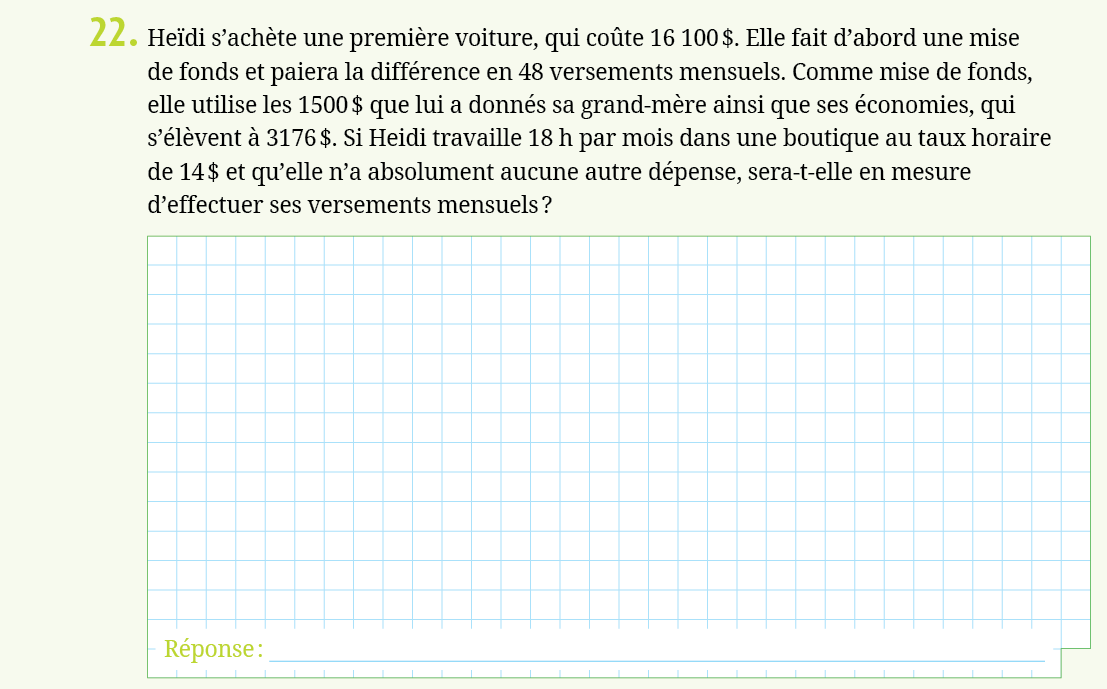 22. Heïdi s’achète une première voiture, qui coûte 16 100 $. Elle fait d’abord une mise
de fonds et paiera la différence en 48 versements mensuels. Comme mise de fonds,
elle utilise les 1500 $ que lui a donnés sa grand-mère ainsi que ses économies, qui
s’élèvent à 3176 $. Si Heidi travaille 18 h par mois dans une boutique au taux horaire
de 14 $ et qu’elle n’a absolument aucune autre dépense, sera-t-elle en mesure
d’effectuer ses versements mensuels ?
Réponse :